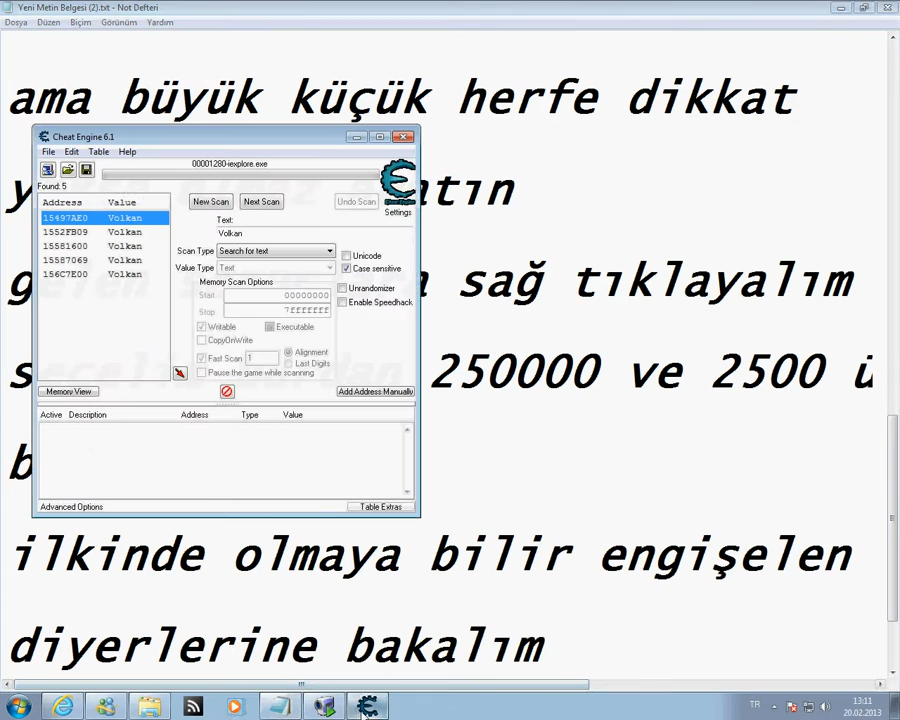 Yeni Metin Belgesi (2).txt - Not Defteri
Dosya Düzen Biçim Görünüm Yardım
ama büyük küçük herfe dikkat
Cheat Engine 6.1
File Edit Table Help
00001280-iexplore.exe
Found: 5
Address Value
15497AE0 Volkan
1552FB09 Volkan
15581600 Volkan
15587069 Volkan
156C7E00 Volkan
New Scan Next Scan Undo Scan
Settings
Text:
Volkan
Scan Type Search for text
Value Type Text
Unicode
Case sensitive
Memory Scan Options
Start 00000000
Stop 7fffffff
Writable Executable
CopyOnWrite
Fast Scan 1 Alignment
Last Digits
Pause the game while scanning
Unrandomizer
Enable Speedhack
Memory View Add Address Manually
Active Description Address Type Value
Advanced Options Table Extras
sağ tıklayalım
250000 ve 2500
ilkinde olmaya bilir engişelen
diyerlerine bakalım
TR 13:11
20.02.2013